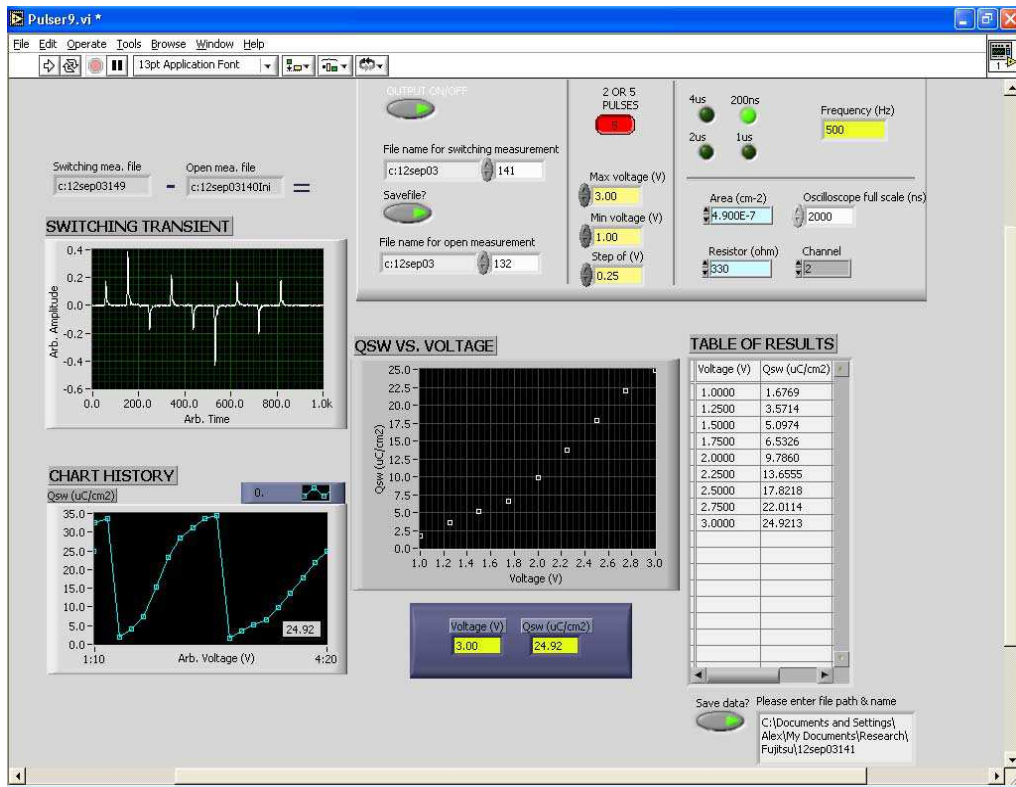 Pulser9.vi *
File Edit Operate Tools Browse Window Help
13pt Application Font
1
OUTPUT ON/OFF
2 OR 5
PULSES
5
4us 200ns
2us 1us
Frequency (Hz)
500
Switching mea. file
c:12sep03149
-
Open mea. file
c:12sep03140Ini
=
File name for switching measurement
c:12sep03 141
Savefile?
File name for open measurement
c:12sep03 132
Max voltage (V)
3.00
Min voltage (V)
1.00
Step of (V)
0.25
Area (cm-2)
4.900E-7
Oscilloscope full scale (ns)
2000
Resistor (ohm)
330
Channel
2
SWITCHING TRANSIENT
Arb. Amplitude
0.4
0.2
0.0
-0.2
-0.4
-0.6
0.0 200.0 400.0 600.0 800.0 1.0k
Arb. Time
CHART HISTORY
Qsw (uC/cm2)
0.
35.0
30.0
25.0
20.0
15.0
10.0
5.0
0.0
24.92
1:10 Arb. Voltage (V) 4:20
QSW VS. VOLTAGE
Qsw (uC/cm2)
25.0
22.5
20.0
17.5
15.0
12.5
10.0
7.5
5.0
2.5
0.0
1.0 1.2 1.4 1.6 1.8 2.0 2.2 2.4 2.6 2.8 3.0
Voltage (V)
Voltage (V) Qsw (uC/cm2)
3.00 24.92
TABLE OF RESULTS
Voltage (V) Qsw (uC/cm2)
1.0000 1.6769
1.2500 3.5714
1.5000 5.0974
1.7500 6.5326
2.0000 9.7860
2.2500 13.6555
2.5000 17.8218
2.7500 22.0114
3.0000 24.9213
Save data? Please enter file path & name
C:\Documents and Settings\
Alex\My Documents\Research\
Fujitsu\12sep03141